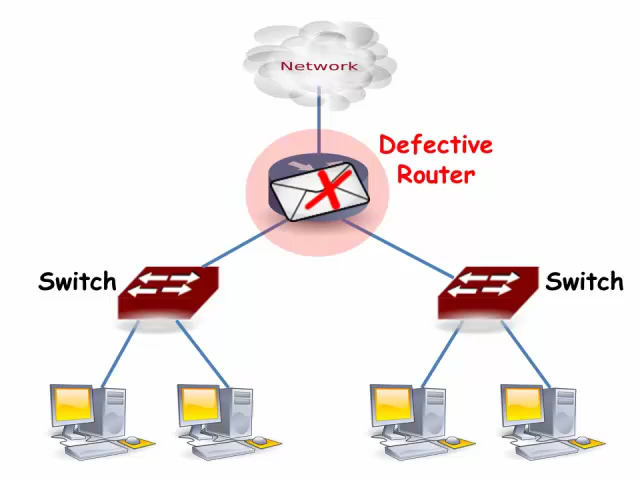 Network
Defective
Router
Switch
Switch